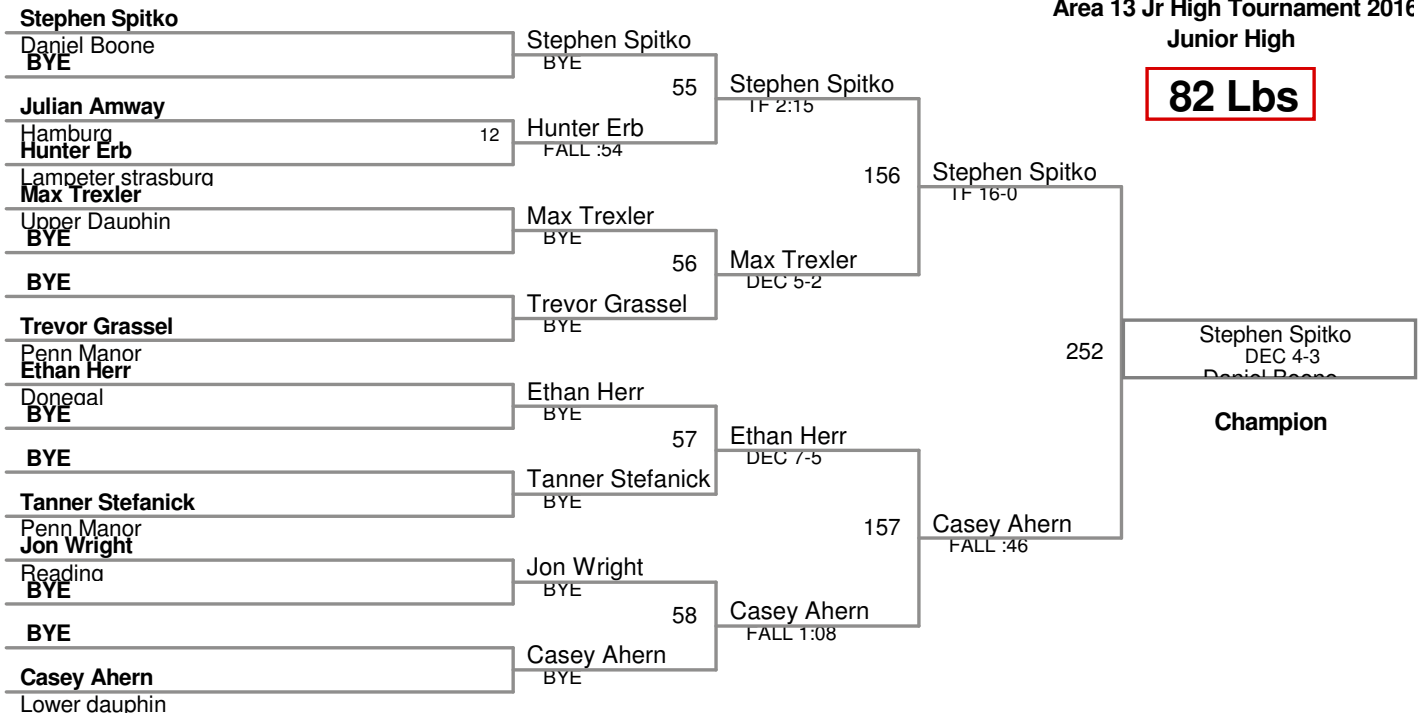 Area 13 Jr High Tournament 2016
Junior High
82 Lbs
Stephen Spitko
Daniel Boone
BYE
Julian Amway
Hamburg
Hunter Erb
Lampeter strasburg
Max Trexler
Upper Dauphin
BYE
BYE
Trevor Grassel
Penn Manor
Ethan Herr
Donegal
BYE
BYE
Tanner Stefanick
Penn Manor
Jon Wright
Reading
BYE
BYE
Casey Ahern
Lower dauphin
12
Stephen Spitko
BYE
Hunter Erb
FALL :54
Max Trexler
BYE
Trevor Grassel
BYE
Ethan Herr
BYE
Tanner Stefanick
BYE
Jon Wright
BYE
Casey Ahern
BYE
55
56
57
58
Stephen Spitko
TF 2:15
Max Trexler
DEC 5-2
Ethan Herr
DEC 7-5
Casey Ahern
FALL 1:08
156
157
Stephen Spitko
TF 16-0
Casey Ahern
FALL :46
252
Stephen Spitko
DEC 4-3
Daniel Boone
Champion